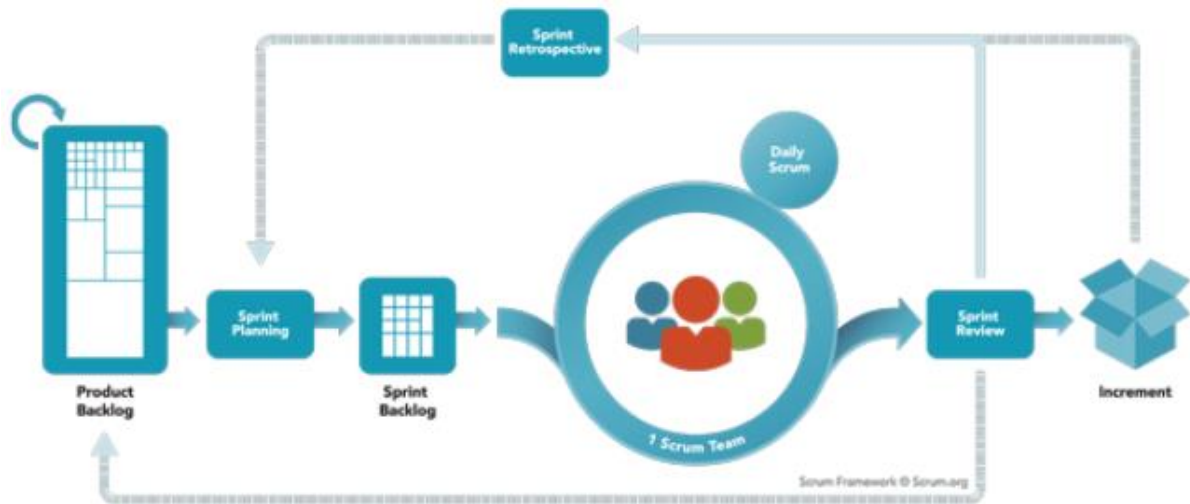 Sprint
Retrospective
Daily
Scrum
Sprint
Planning
Sprint
Review
Product
Backlog
Sprint
Backlog
Increment
1 Scrum Team
Scrum Framework © Scrum.org